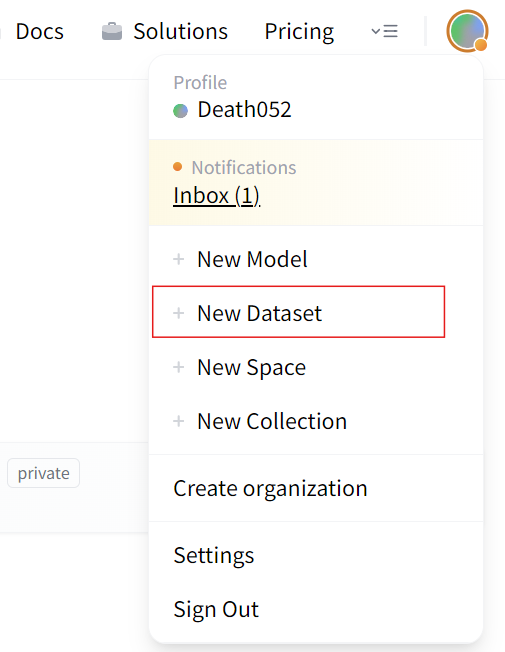 Docs Solutions Pricing
Profile
Death052
Notifications
Inbox (1)
+ New Model
+ New Dataset
+ New Space
+ New Collection
private
Create organization
Settings
Sign Out